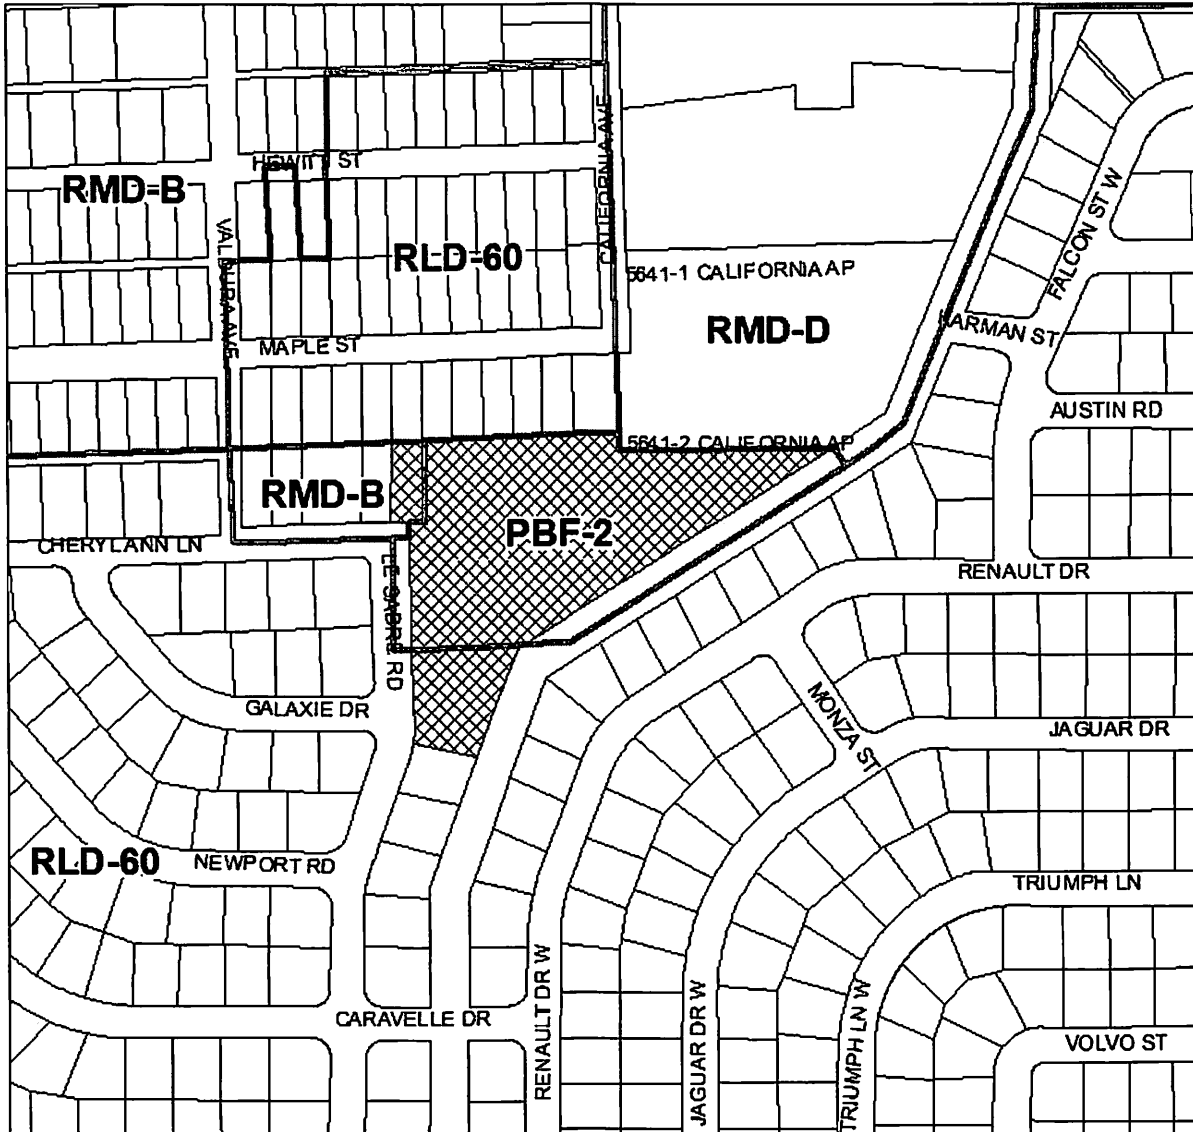 HEWITT ST
RMD-B
CALIFORNIA AVE
FALCON ST W
RLD-60
5641-1 CALIFORNIA AP
RMD-D
HARMAN ST
MAPLE ST
AUSTIN RD
5641-2 CALIFORNIA AP
RMD-B
PBF-2
CHERYLANN LN
LE SABRE RD
RENAULT DR
GALAXIE DR
MONZA ST
JAGUAR DR
RLD-60
NEWPORT RD
TRIUMPH LN
CARAVELLE DR
RENAULT DR W
JAGUAR DR W
TRIUMPH LN W
VOLVO ST